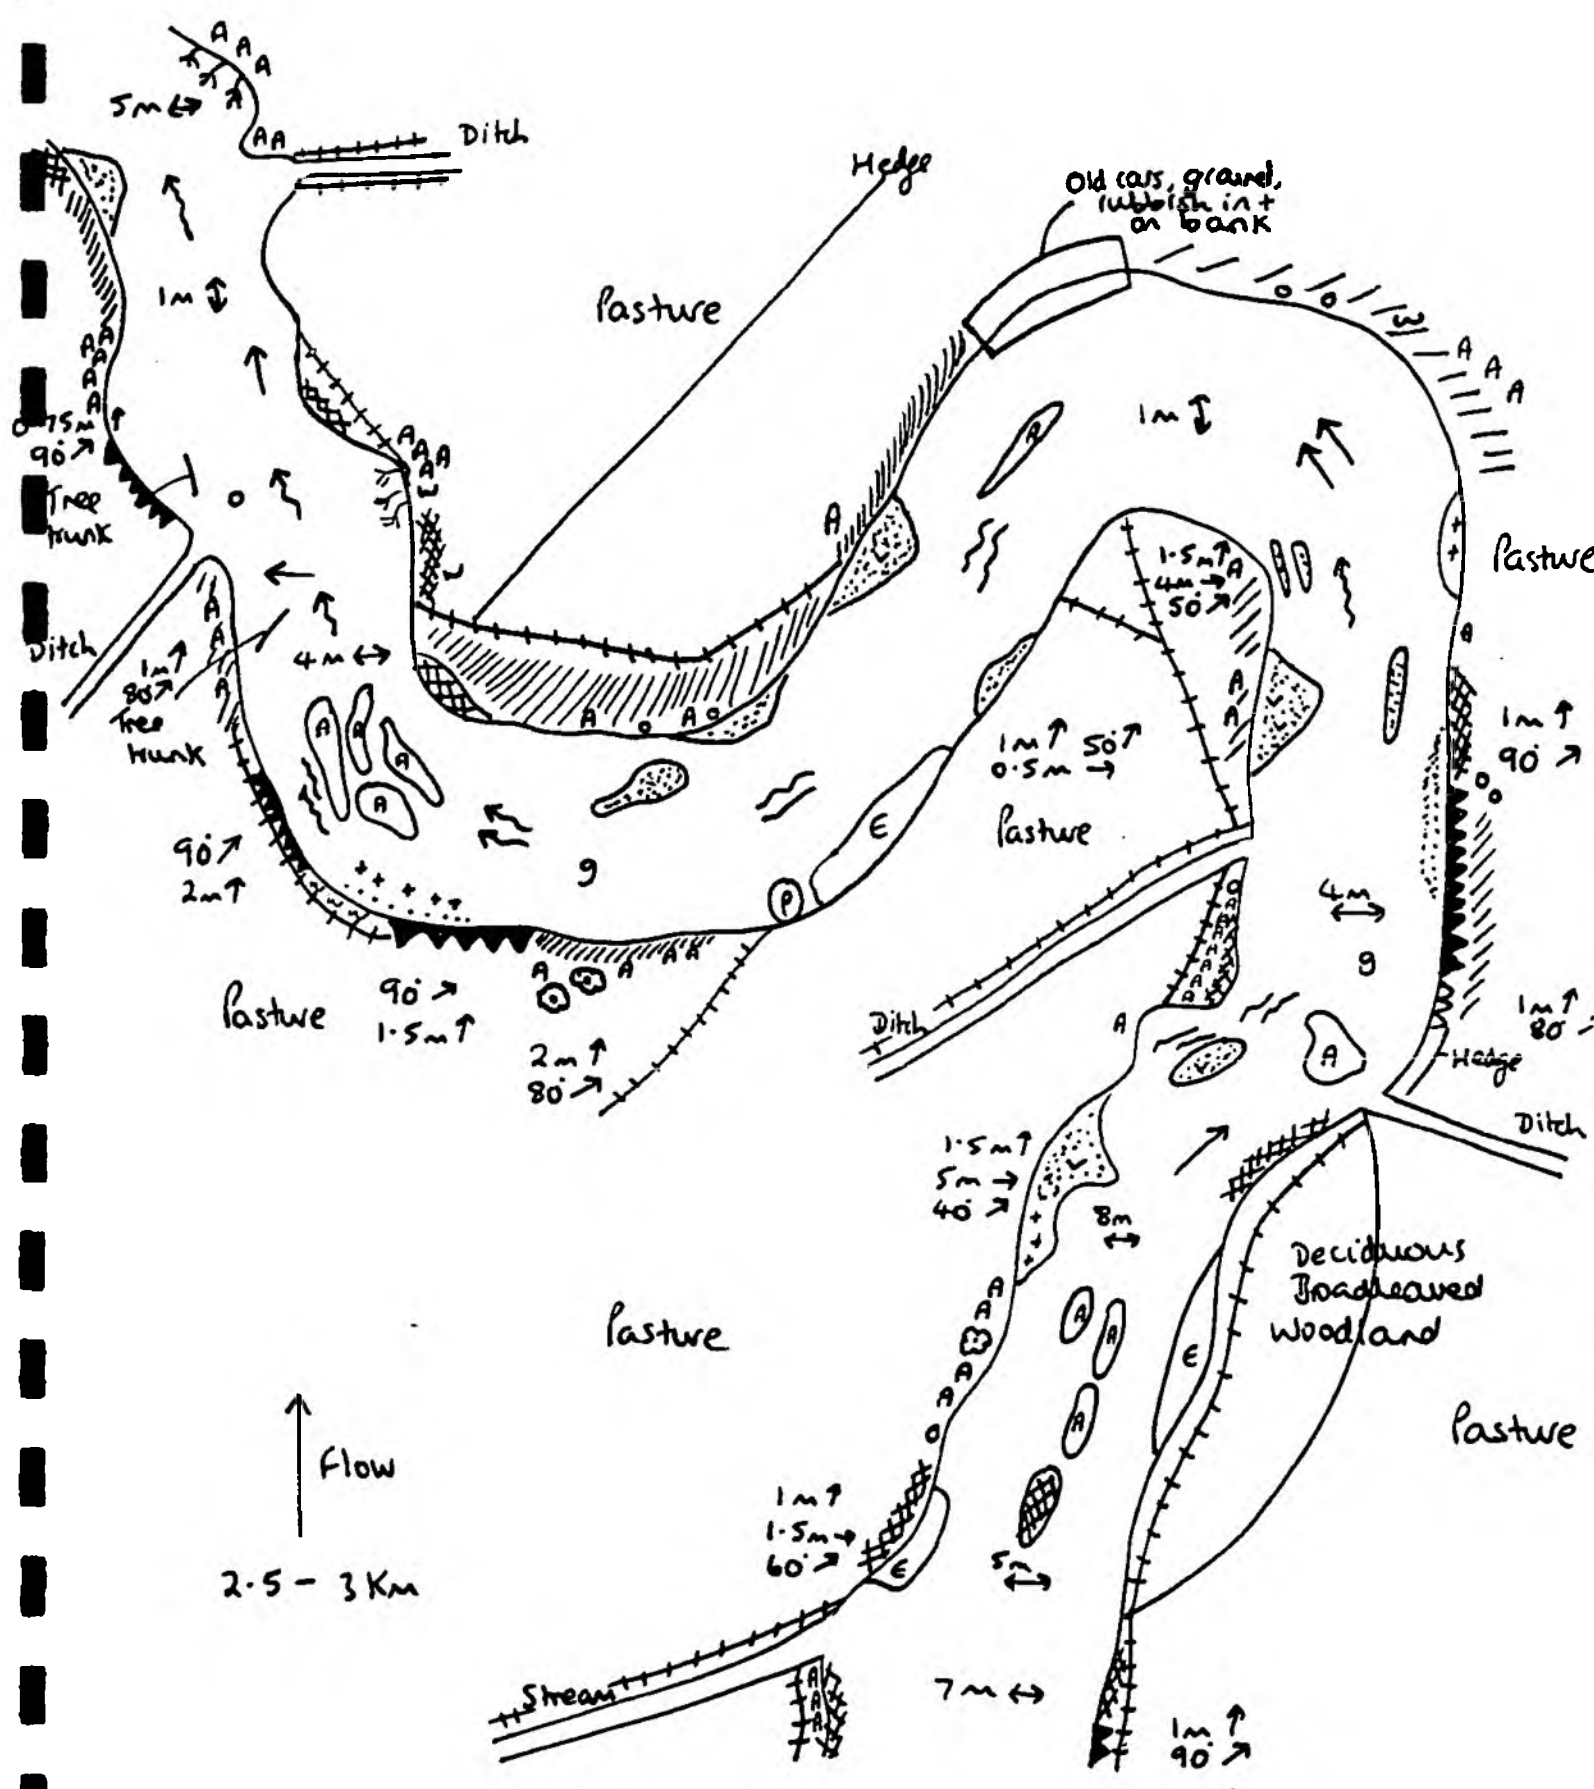 5m ↔
Ditch
Hedge
Old cars, gravel,
rubbish in +
on bank
Pasture
1m ↕
1m ↕
0.75m ↑
90° ↗
Tree
trunk
1.5m ↑
4m →
50° ↗
Pasture
Ditch
1m ↑
80° ↗
Tree
trunk
4m ↔
1m ↑ 50° ↗
0.5m →
Pasture
1m ↑
90° ↗
90° ↗
2m ↑
E
g
P
4m
↔
g
Pasture
90° ↗
1.5m ↑
2m ↑
80° ↗
Ditch
1m ↑
80°
Hedge
Ditch
1.5m ↑
5m →
40° ↗
8m
↔
Deciduous
Broadleaved
Woodland
Pasture
E
Pasture
Flow
1m ↑
1.5m →
60° ↗
E
5m
↔
2.5 - 3 Km
Stream
7m ↔
1m ↑
90° ↗